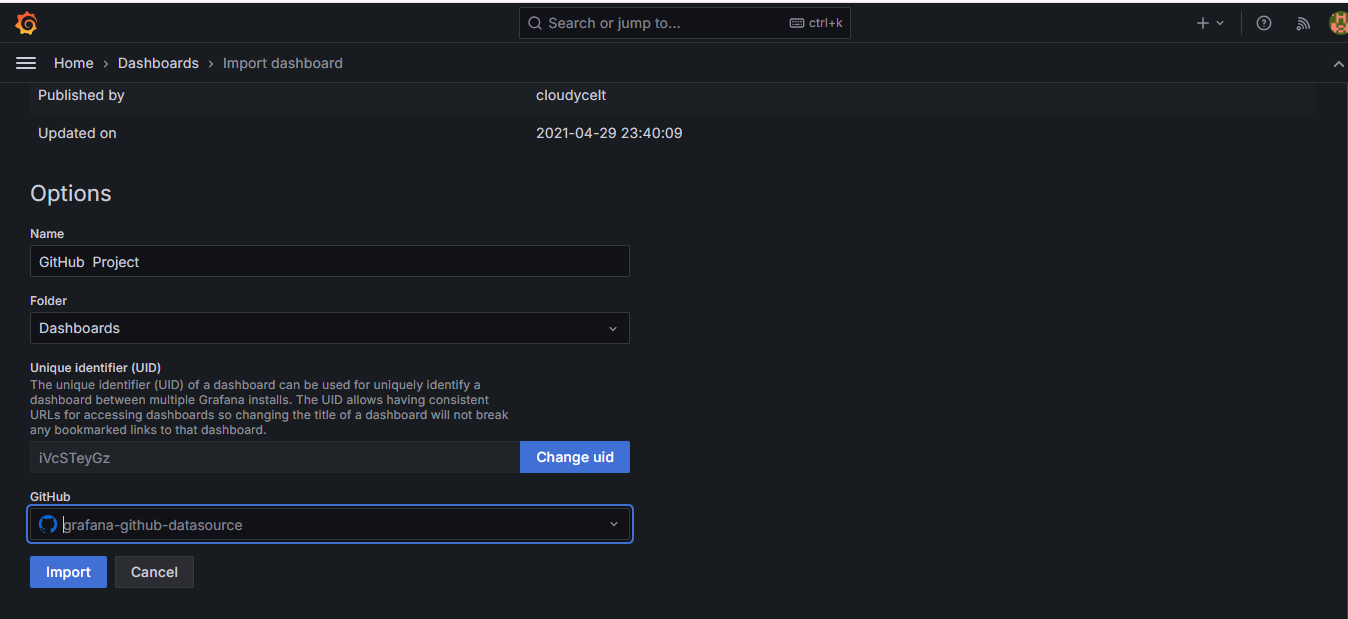 Search or jump to... ctrl+k
Home › Dashboards › Import dashboard
Published by cloudycelt
Updated on 2021-04-29 23:40:09
Options
Name
GitHub  Project
Folder
Dashboards
Unique identifier (UID)
The unique identifier (UID) of a dashboard can be used for uniquely identify a
dashboard between multiple Grafana installs. The UID allows having consistent
URLs for accessing dashboards so changing the title of a dashboard will not break
any bookmarked links to that dashboard.
iVcSTeyGz Change uid
GitHub
grafana-github-datasource
Import Cancel